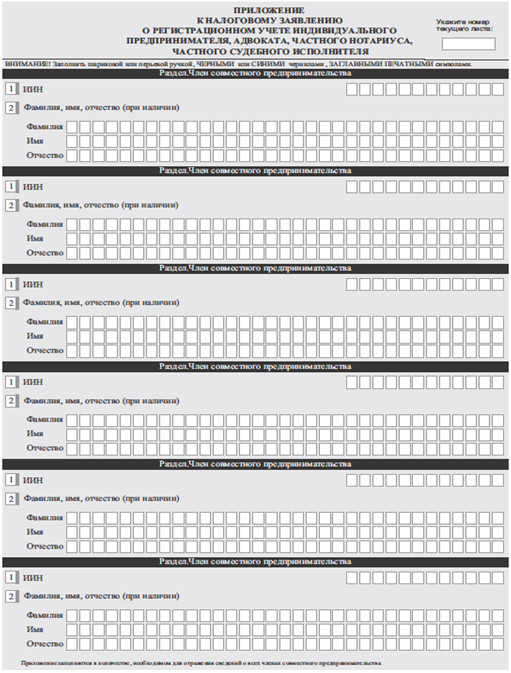 ПРИЛОЖЕНИЕ
К НАЛОГОВОМУ ЗАЯВЛЕНИЮ
О РЕГИСТРАЦИОННОМ УЧЕТЕ ИНДИВИДУАЛЬНОГО
ПРЕДПРИНИМАТЕЛЯ, АДВОКАТА, ЧАСТНОГО НОТАРИУСА,
ЧАСТНОГО СУДЕБНОГО ИСПОЛНИТЕЛЯ
Укажите номер
текущего листа:
ВНИМАНИЕ! Заполнять шариковой или перьевой ручкой, ЧЕРНЫМИ или СИНИМИ чернилами, ЗАГЛАВНЫМИ ПЕЧАТНЫМИ символами.
Раздел.Член совместного предпринимательства
1 ИИН
2 Фамилия, имя, отчество (при наличии)
Фамилия
Имя
Отчество
Раздел.Член совместного предпринимательства
1 ИИН
2 Фамилия, имя, отчество (при наличии)
Фамилия
Имя
Отчество
Раздел.Член совместного предпринимательства
1 ИИН
2 Фамилия, имя, отчество (при наличии)
Фамилия
Имя
Отчество
Раздел.Член совместного предпринимательства
1 ИИН
2 Фамилия, имя, отчество (при наличии)
Фамилия
Имя
Отчество
Раздел.Член совместного предпринимательства
1 ИИН
2 Фамилия, имя, отчество (при наличии)
Фамилия
Имя
Отчество
Раздел.Член совместного предпринимательства
1 ИИН
2 Фамилия, имя, отчество (при наличии)
Фамилия
Имя
Отчество
Приложение заполняется в количестве, необходимом для отражения сведений о всех членах совместного предпринимательства